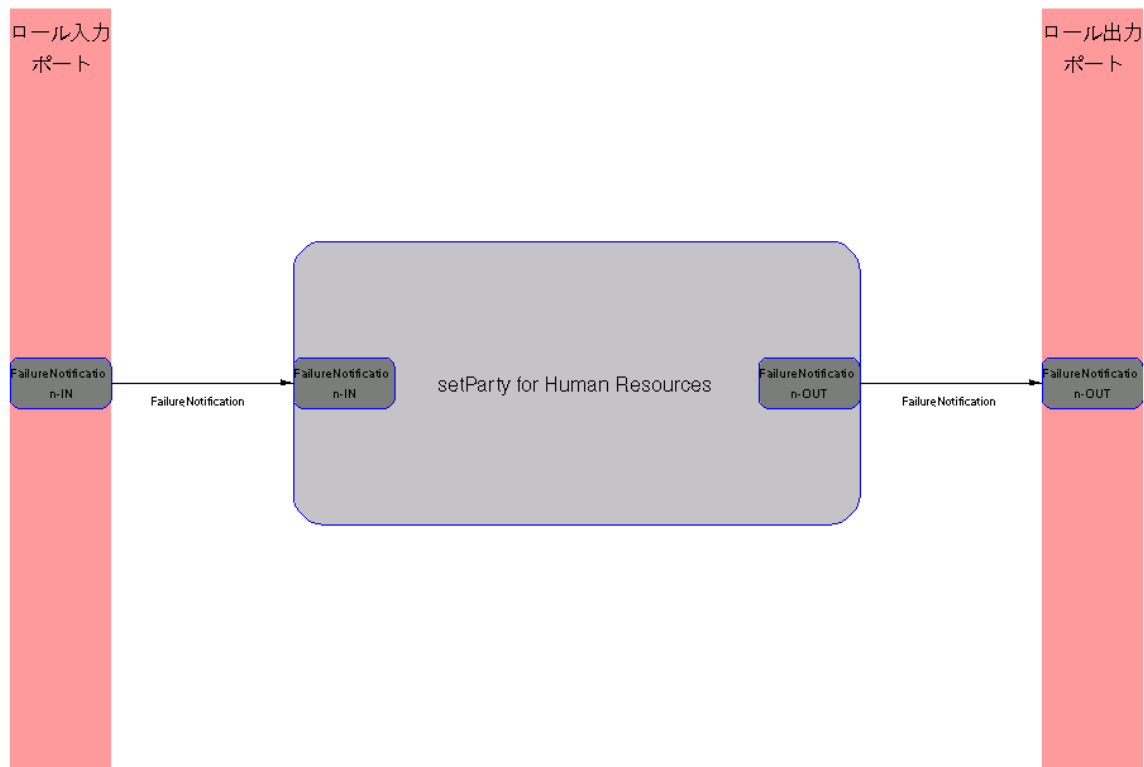 ロール入力
ポート
ロール出力
ポート
FailureNotificatio
n-IN
FailureNotification
FailureNotificatio
n-IN
setParty for Human Resources
FailureNotificatio
n-OUT
FailureNotification
FailureNotificatio
n-OUT